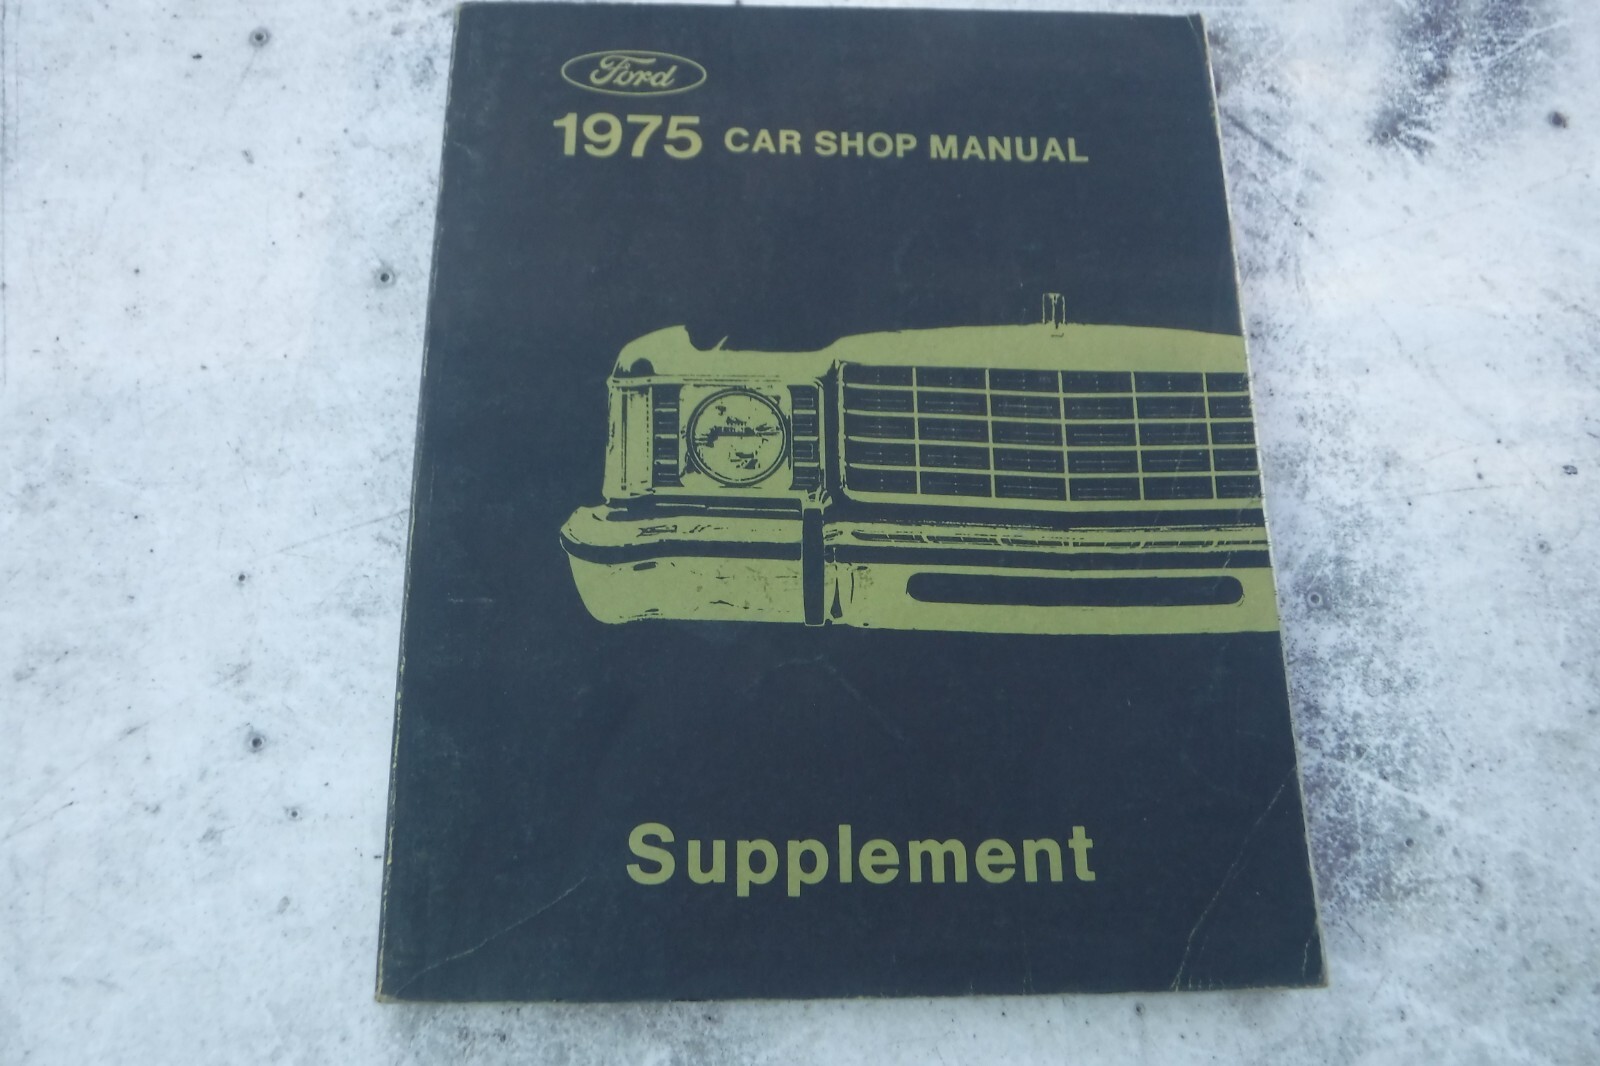 Ford
1975 CAR SHOP MANUAL
Supplement